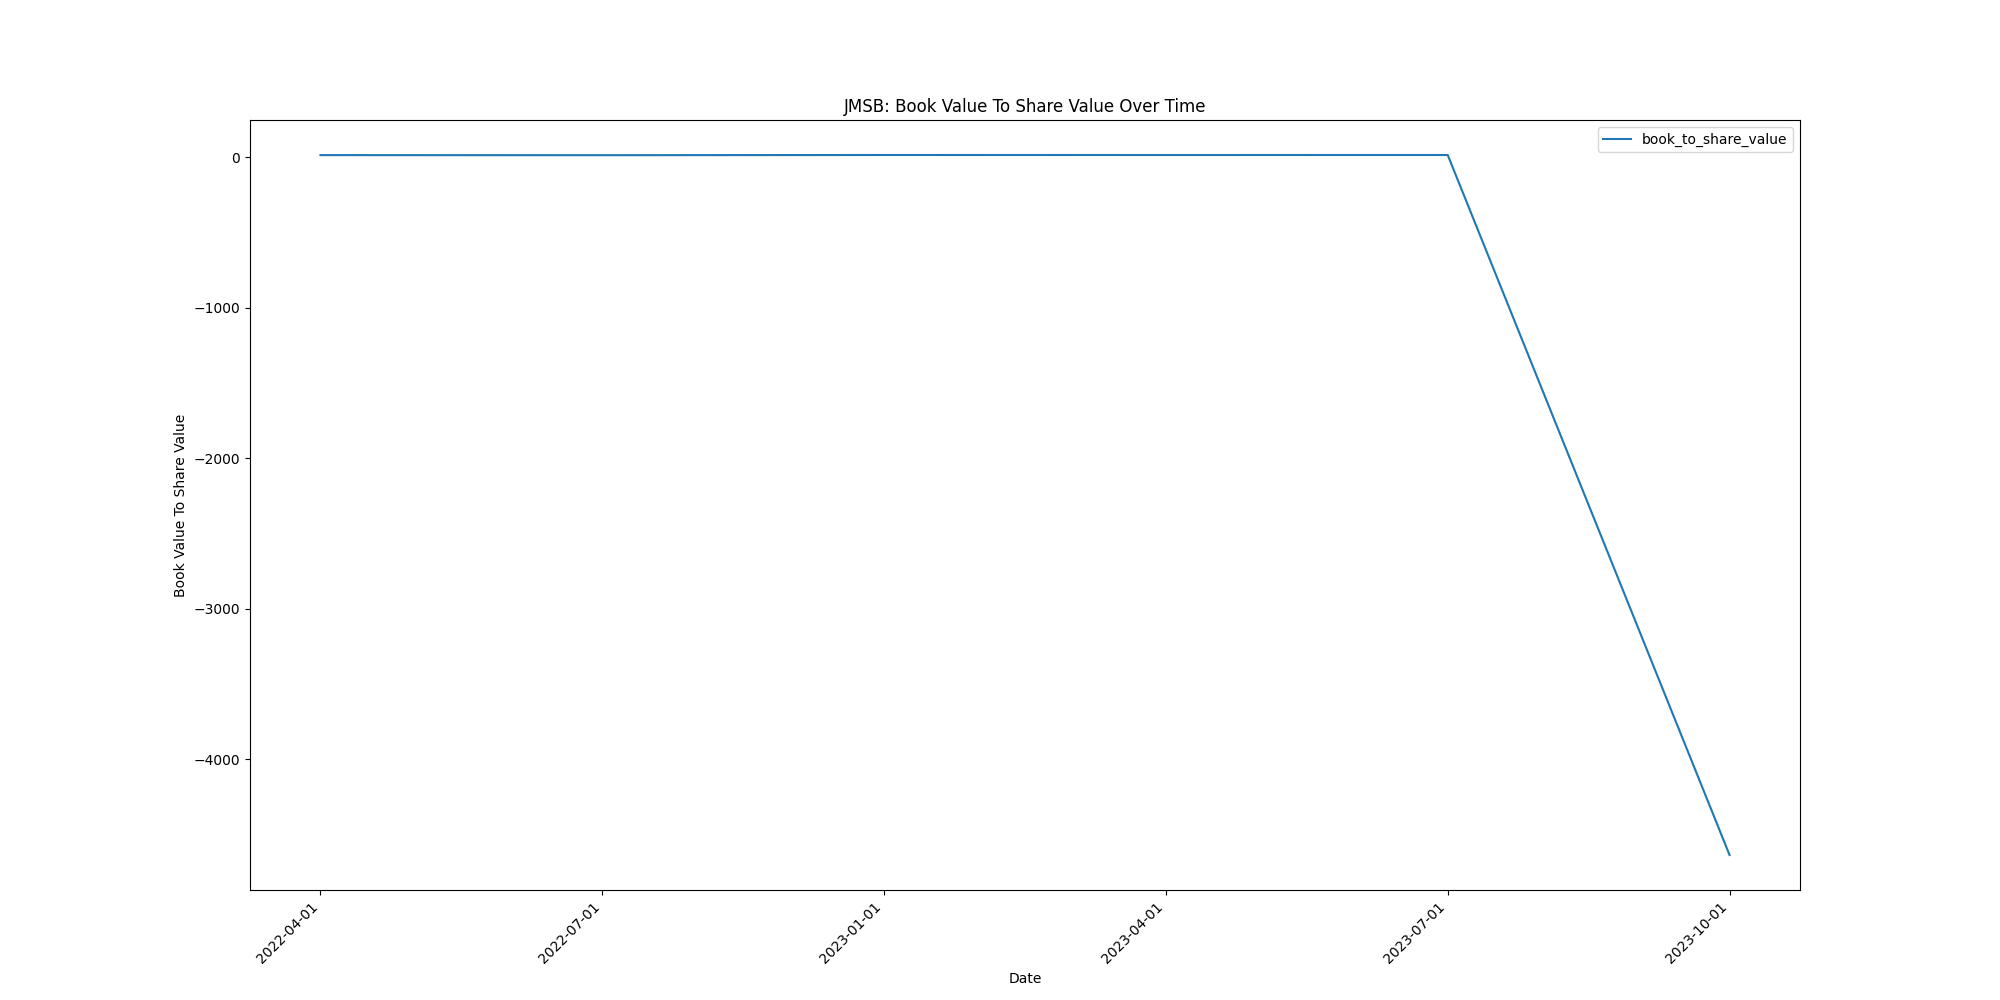 JMSB: Book Value To Share Value Over Time
book_to_share_value
0
−1000
−2000
−3000
−4000
Book Value To Share Value
2022-04-01
2022-07-01
2023-01-01
2023-04-01
2023-07-01
2023-10-01
Date